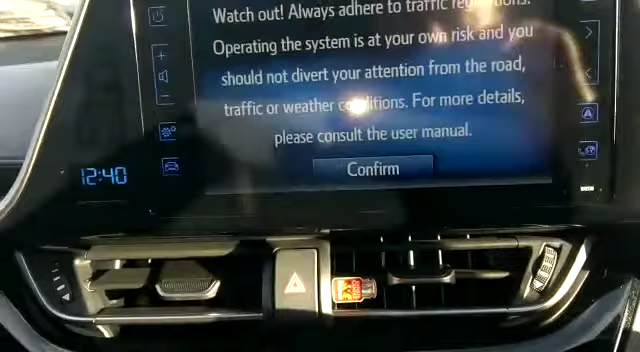 Watch out! Always adhere to traffic regulations.
Operating the system is at your own risk and you
should not divert your attention from the road,
traffic or weather conditions. For more details,
please consult the user manual.
Confirm
12:40